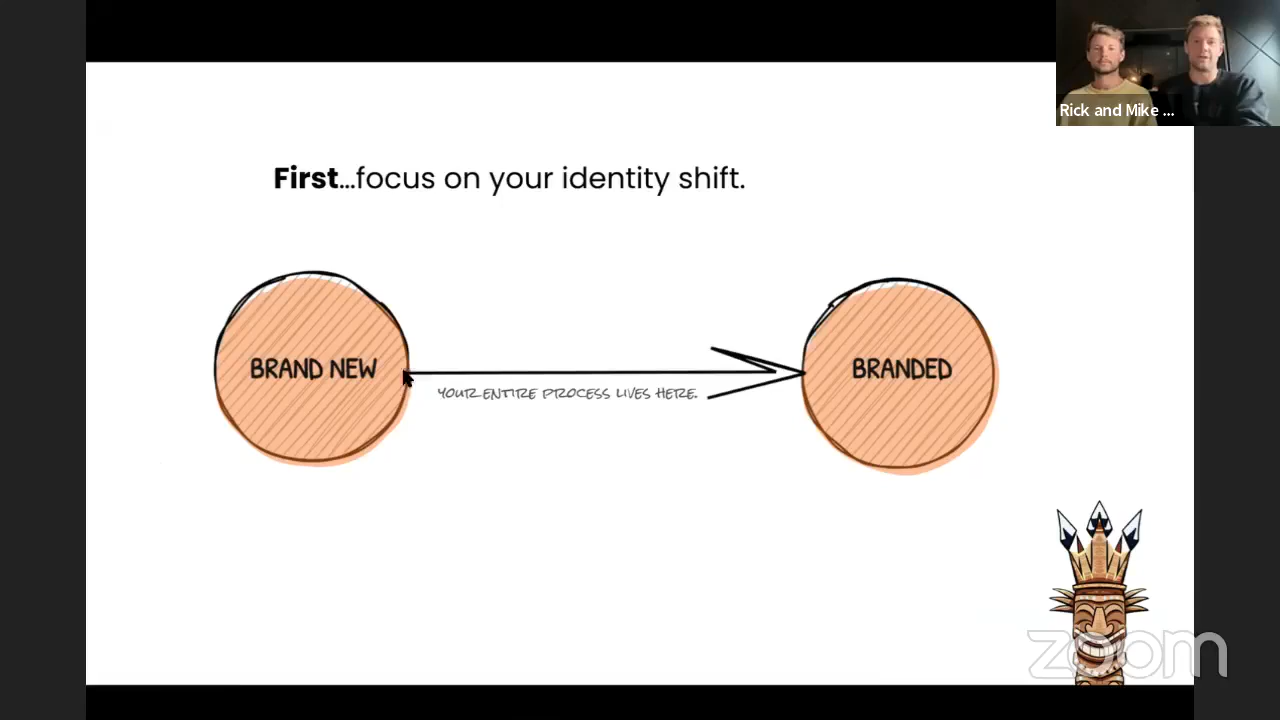 Rick and Mike ...
First...focus on your identity shift.
BRAND NEW
YOUR ENTIRE PROCESS LIVES HERE.
BRANDED
zoom